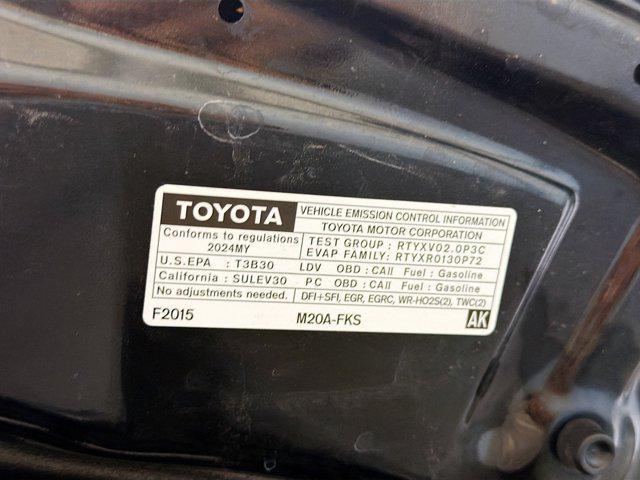 TOYOTA VEHICLE EMISSION CONTROL INFORMATION
TOYOTA MOTOR CORPORATION
Conforms to regulations
2024MY
TEST GROUP : RTYXV02.0P3C
EVAP FAMILY: RTYXR0130P72
U.S.EPA : T3B30 LDV OBD : CAII Fuel : Gasoline
California : SULEV30 PC OBD : CAII Fuel : Gasoline
No adjustments needed. DFI+SFI, EGR, EGRC, WR-HO2S(2), TWC(2)
F2015 M20A-FKS AK